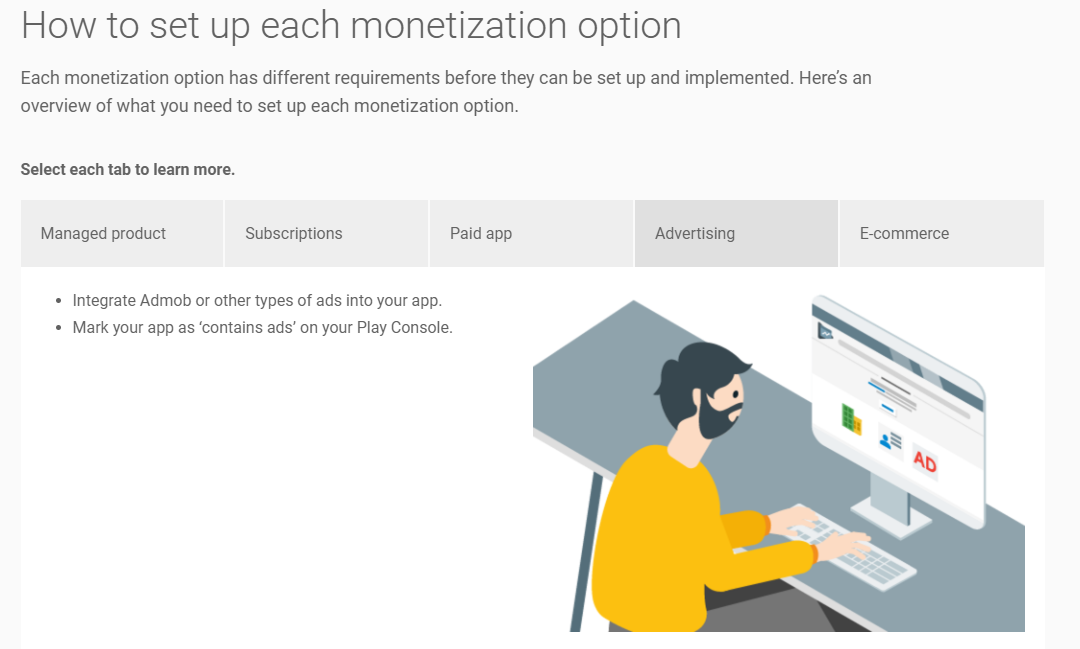 How to set up each monetization option
Each monetization option has different requirements before they can be set up and implemented. Here’s an
overview of what you need to set up each monetization option.
Select each tab to learn more.
Managed product
Subscriptions
Paid app
Advertising
E-commerce
• Integrate Admob or other types of ads into your app.
• Mark your app as ‘contains ads’ on your Play Console.
AD